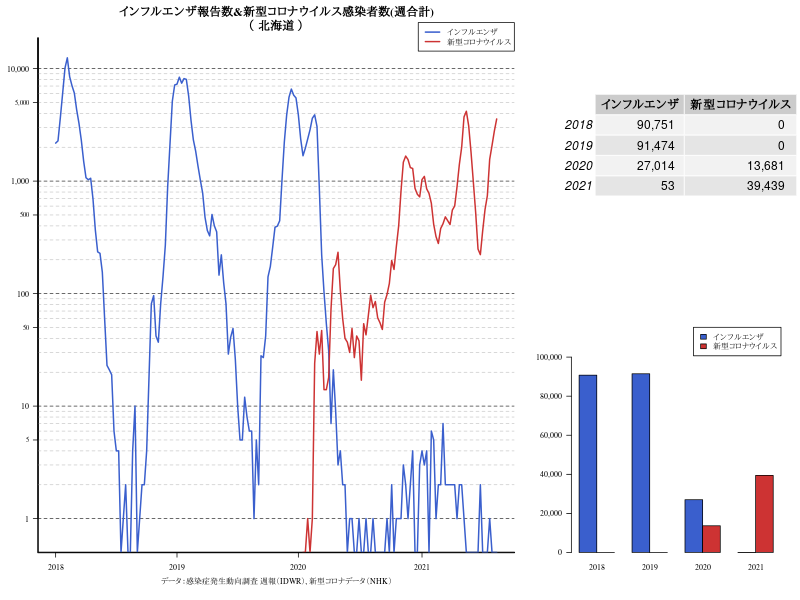 インフルエンザ報告数&新型コロナウイルス感染者数(週合計)
( 北海道 )
インフルエンザ
新型コロナウイルス
10,000
5,000
1,000
500
100
50
10
5
1
2018 2019 2020 2021
データ：感染症発生動向調査 週報(IDWR)、新型コロナデータ(NHK)
インフルエンザ 新型コロナウイルス
2018 90,751 0
2019 91,474 0
2020 27,014 13,681
2021 53 39,439
インフルエンザ
新型コロナウイルス
100,000
80,000
60,000
40,000
20,000
0
2018 2019 2020 2021